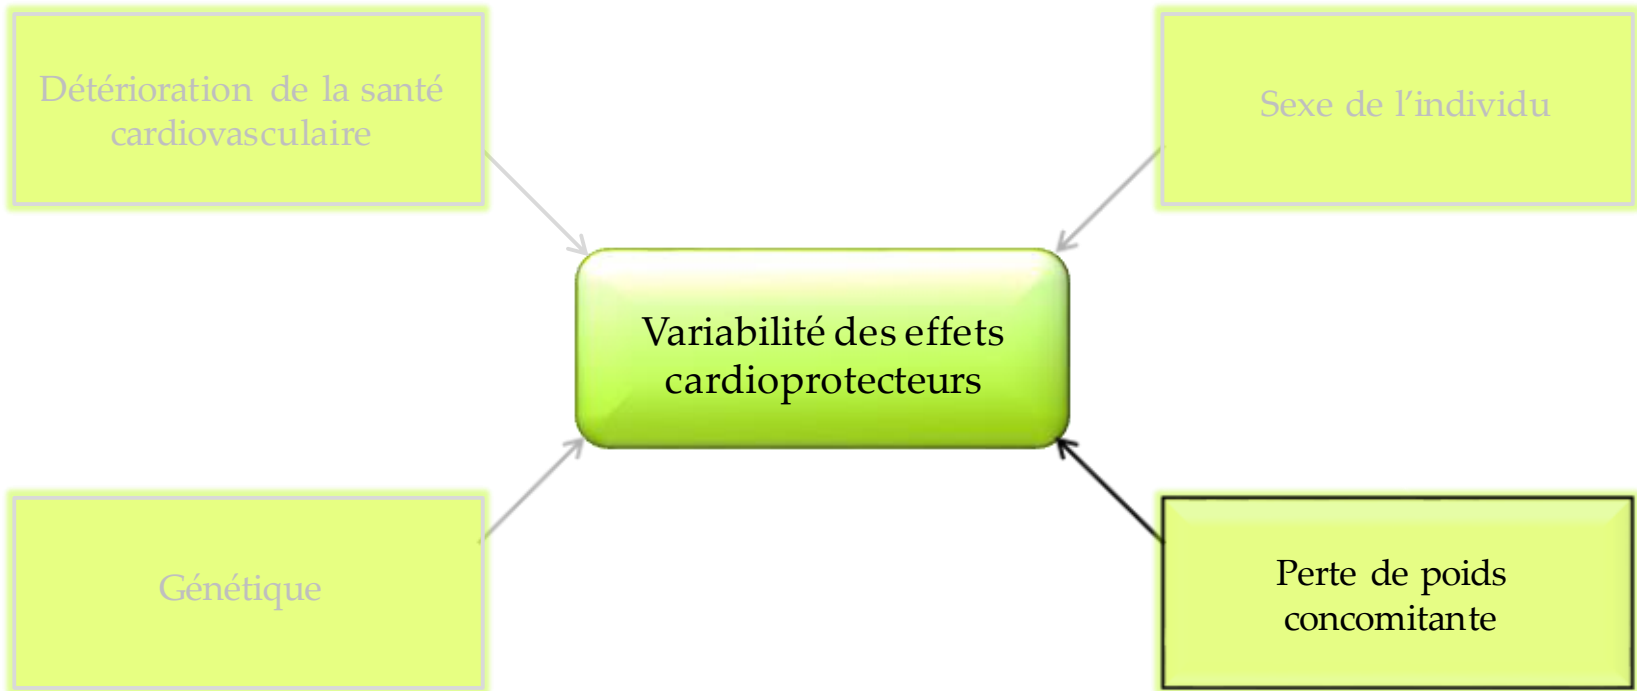 Détérioration de la santé
cardiovasculaire
Sexe de l’individu
Variabilité des effets
cardioprotecteurs
Génétique
Perte de poids
concomitante